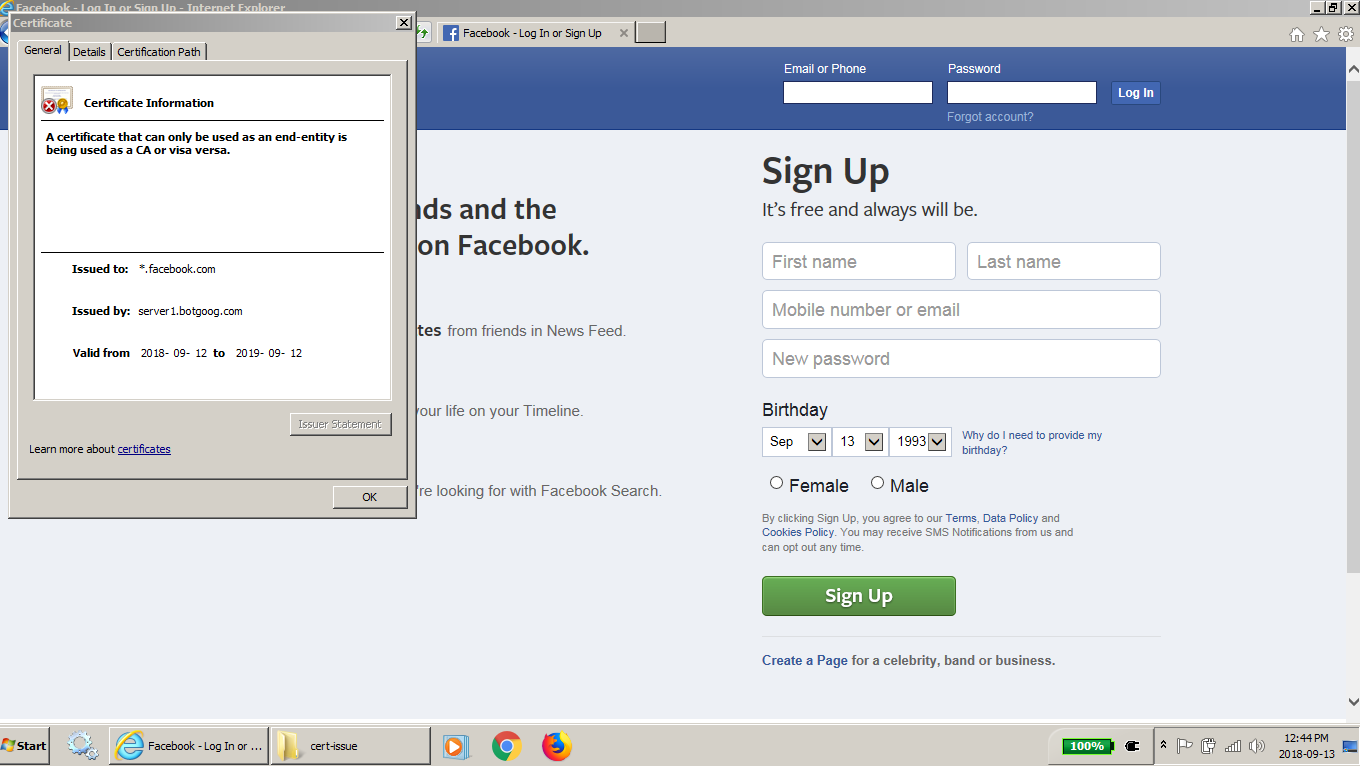 Facebook - Log In or Sign Up - Internet Explorer
Certificate
General
Details
Certification Path
Certificate Information
A certificate that can only be used as an end-entity is
being used as a CA or visa versa.
Issued to: *.facebook.com
Issued by: server1.botgoog.com
Valid from 2018- 09- 12 to 2019- 09- 12
Issuer Statement
Learn more about certificates
OK
Facebook - Log In or Sign Up
Email or Phone
Password
Log In
Forgot account?
nds and the
on Facebook.
tes from friends in News Feed.
your life on your Timeline.
're looking for with Facebook Search.
Sign Up
It's free and always will be.
First name
Last name
Mobile number or email
New password
Birthday
Sep
13
1993
Why do I need to provide my
birthday?
Female
Male
By clicking Sign Up, you agree to our Terms, Data Policy and
Cookies Policy. You may receive SMS Notifications from us and
can opt out any time.
Sign Up
Create a Page for a celebrity, band or business.
Start
Facebook - Log In or ...
cert-issue
100%
12:44 PM
2018-09-13